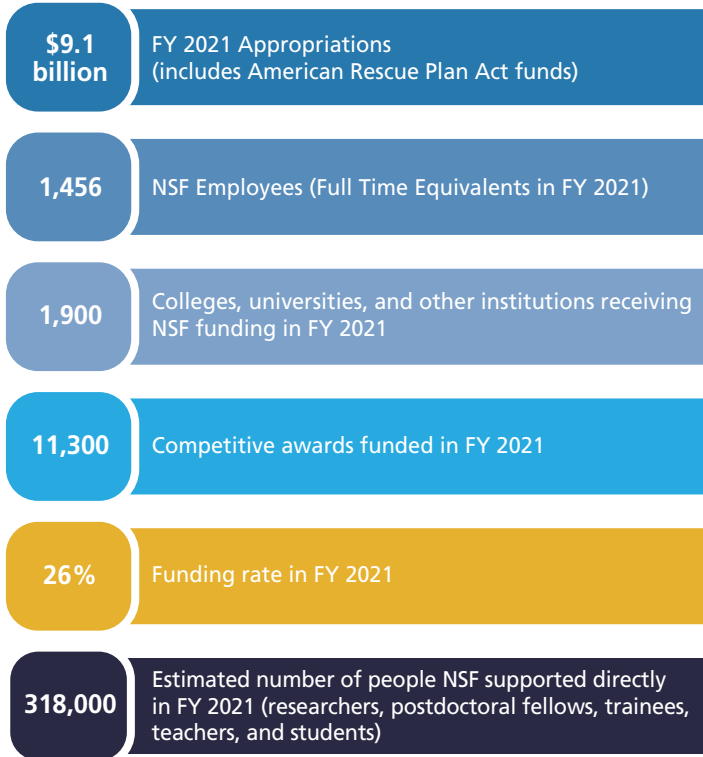 $9.1
billion
FY 2021 Appropriations
(includes American Rescue Plan Act funds)
1,456
NSF Employees (Full Time Equivalents in FY 2021)
1,900
Colleges, universities, and other institutions receiving
NSF funding in FY 2021
11,300
Competitive awards funded in FY 2021
26%
Funding rate in FY 2021
318,000
Estimated number of people NSF supported directly
in FY 2021 (researchers, postdoctoral fellows, trainees,
teachers, and students)